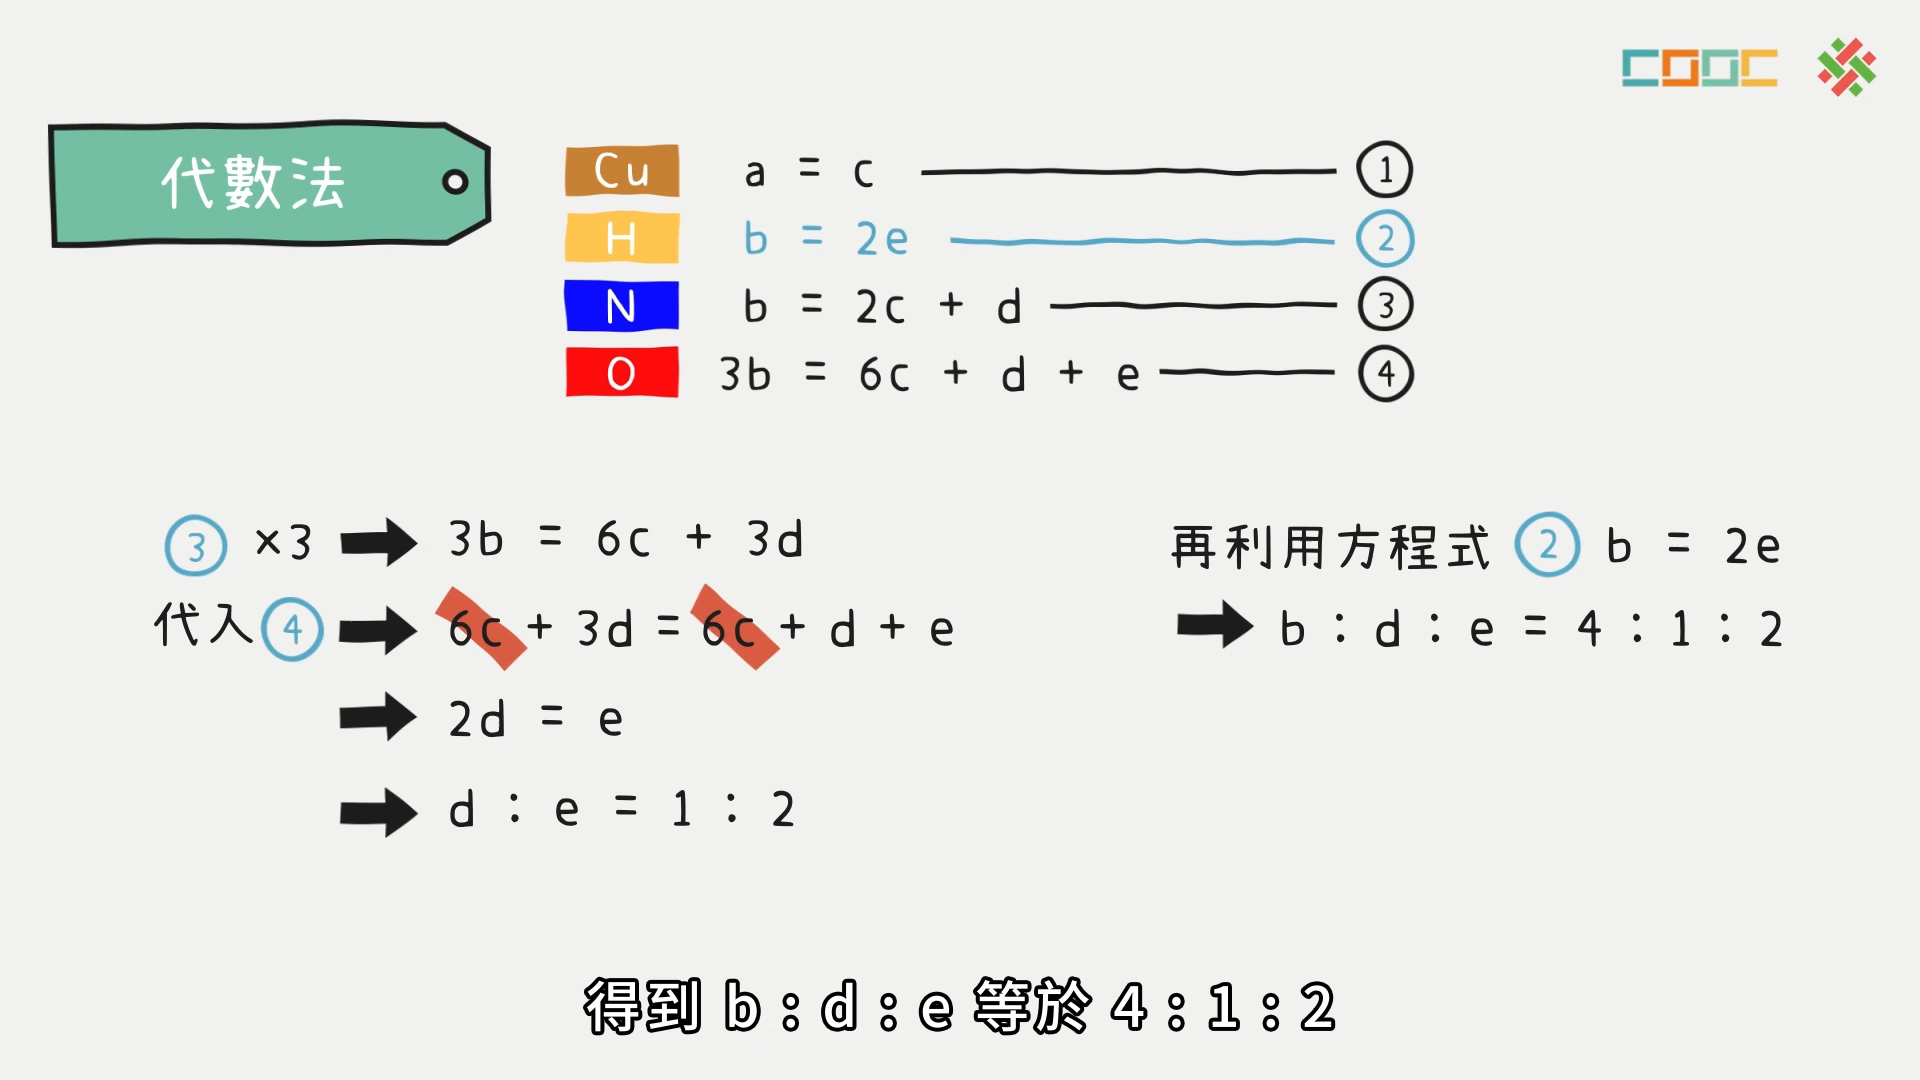 COOC
代數法
Cu a = c ①
H b = 2e ②
N b = 2c + d ③
O 3b = 6c + d + e ④
③ ×3 ➡ 3b = 6c + 3d
代入④ ➡ 6c + 3d = 6c + d + e
➡ 2d = e
➡ d : e = 1 : 2
再利用方程式 ② b = 2e
➡ b : d : e = 4 : 1 : 2
得到 b : d : e 等於 4 : 1 : 2